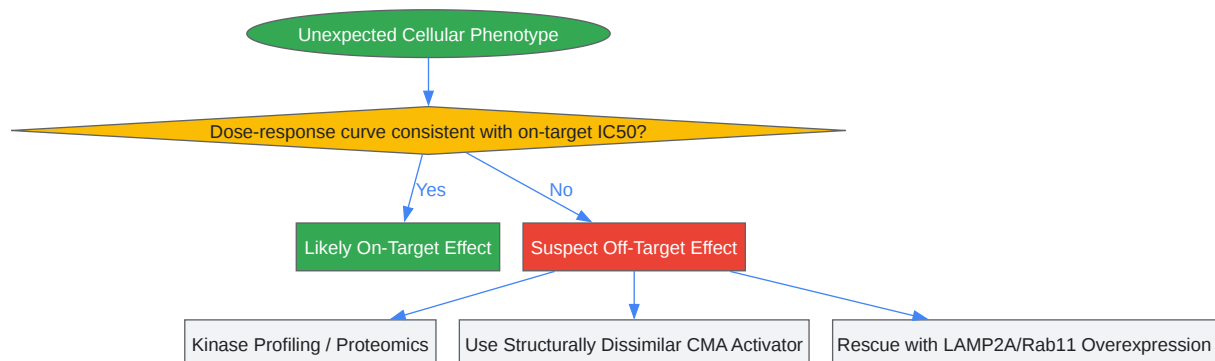 Unexpected Cellular Phenotype
Dose-response curve consistent with on-target IC50?
Yes
No
Likely On-Target Effect
Suspect Off-Target Effect
Kinase Profiling / Proteomics
Use Structurally Dissimilar CMA Activator
Rescue with LAMP2A/Rab11 Overexpression